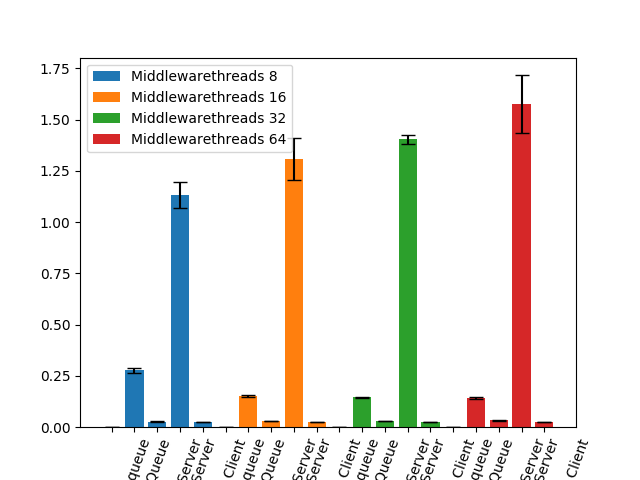 1.75
1.50
1.25
1.00
0.75
0.50
0.25
0.00
Middlewarethreads 8
Middlewarethreads 16
Middlewarethreads 32
Middlewarethreads 64
queue
Queue
Server
Server
Client
queue
Queue
Server
Server
Client
queue
Queue
Server
Server
Client
queue
Queue
Server
Server
Client